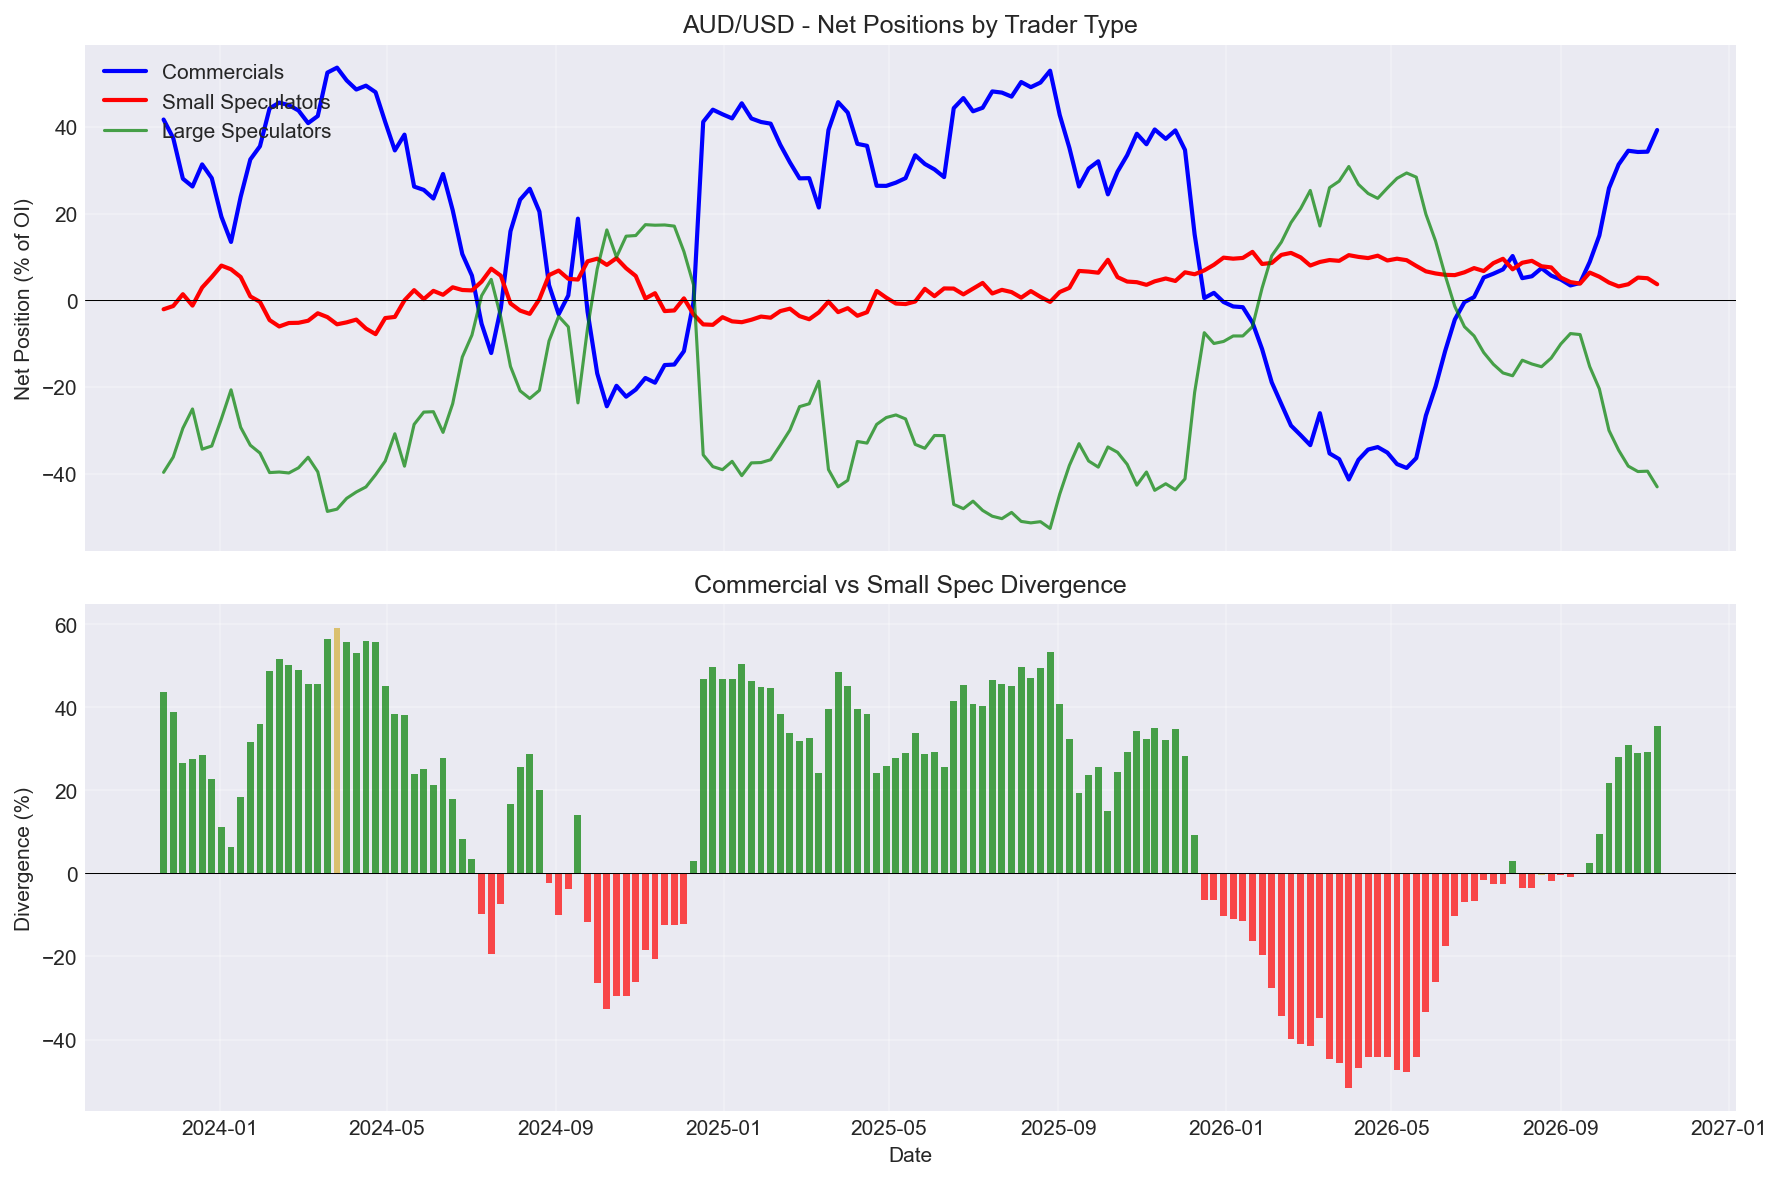 AUD/USD - Net Positions by Trader Type
Commercials
Small Speculators
Large Speculators
Net Position (% of OI)
40
20
0
−20
−40
Commercial vs Small Spec Divergence
Divergence (%)
60
40
20
0
−20
−40
2024-01
2024-05
2024-09
2025-01
2025-05
2025-09
2026-01
2026-05
2026-09
2027-01
Date